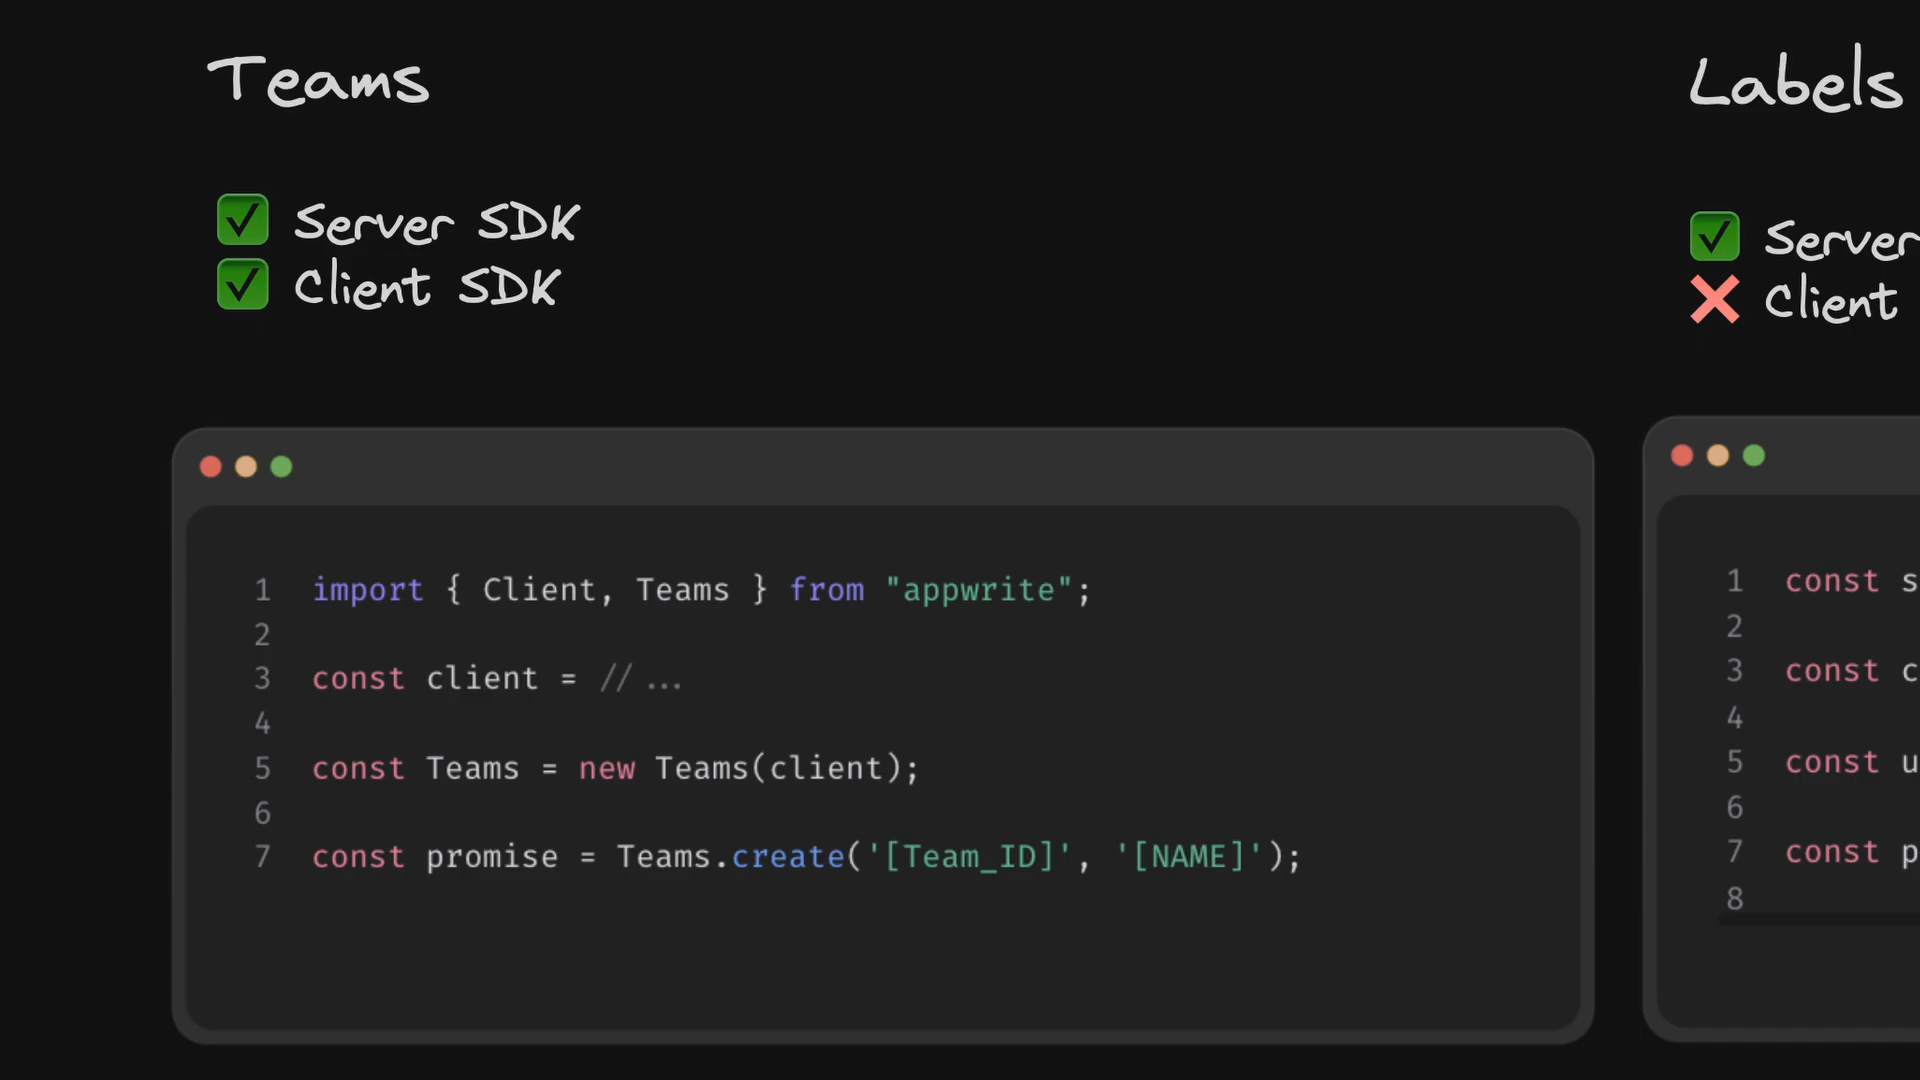 Teams
Server SDK
Client SDK
1 import { Client, Teams } from "appwrite";
2
3 const client = // ...
4
5 const Teams = new Teams(client);
6
7 const promise = Teams.create('[Team_ID]', '[NAME]');
Labels
Server
Client
1 const s
2
3 const c
4
5 const u
6
7 const p
8